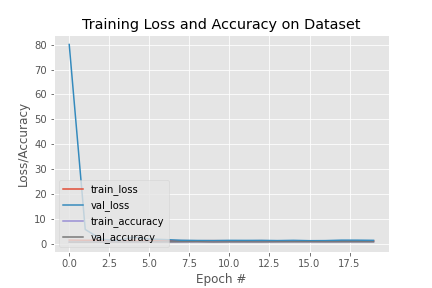 Training Loss and Accuracy on Dataset
80
70
60
50
40
30
20
10
0
Loss/Accuracy
train_loss
val_loss
train_accuracy
val_accuracy
0.0 2.5 5.0 7.5 10.0 12.5 15.0 17.5
Epoch #